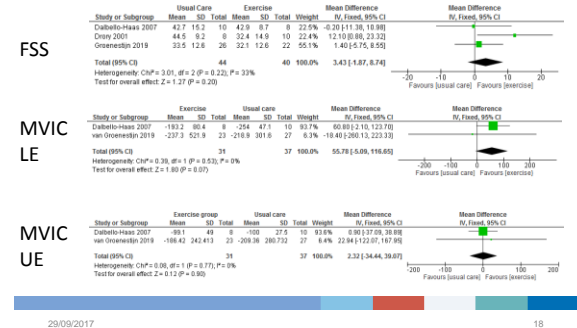 FSS
Usual Care Exercise Mean Difference Mean Difference
Study or Subgroup Mean SD Total Mean SD Total Weight IV, Fixed, 95% CI IV, Fixed, 95% CI
Dalbello-Haas 2007 42.7 15.2 10 42.9 8.7 8 22.5% -0.20 [-11.38, 10.98]
Drory 2001 44.5 9.2 8 32.4 14.9 10 22.4% 12.10 [0.88, 23.32]
Groenestijn 2019 33.5 12.6 26 32.1 12.6 22 55.1% 1.40 [-5.75, 8.55]
Total (95% CI) 44 40 100.0% 3.43 [-1.87, 8.74]
Heterogeneity: Chi² = 3.01, df = 2 (P = 0.22); I² = 33%
Test for overall effect: Z = 1.27 (P = 0.20)
-20 -10 0 10 20
Favours [usual care] Favours [exercise]
MVIC
LE
Exercise Usual care Mean Difference Mean Difference
Study or Subgroup Mean SD Total Mean SD Total Weight IV, Fixed, 95% CI IV, Fixed, 95% CI
Dalbello-Haas 2007 -193.2 80.4 8 -254 47.1 10 93.7% 60.80 [-2.10, 123.70]
van Groenestijn 2019 -237.3 521.9 23 -218.9 301.6 27 6.3% -18.40 [-260.13, 223.33]
Total (95% CI) 31 37 100.0% 55.78 [-5.09, 116.65]
Heterogeneity: Chi² = 0.39, df = 1 (P = 0.53); I² = 0%
Test for overall effect: Z = 1.80 (P = 0.07)
-200 -100 0 100 200
Favours [usual care] Favours [exercise]
MVIC
UE
Exercise group Usual care Mean Difference Mean Difference
Study or Subgroup Mean SD Total Mean SD Total Weight IV, Fixed, 95% CI IV, Fixed, 95% CI
Dalbello-Haas 2007 -99.1 49 8 -100 27.5 10 93.6% 0.90 [-37.09, 38.89]
van Groenestijn 2019 -186.42 242.413 23 -209.36 280.732 27 6.4% 22.94 [-122.07, 167.95]
Total (95% CI) 31 37 100.0% 2.32 [-34.44, 39.07]
Heterogeneity: Chi² = 0.08, df = 1 (P = 0.77); I² = 0%
Test for overall effect: Z = 0.12 (P = 0.90)
-200 -100 0 100 200
Favours [usual care] Favours [exercise]
29/09/2017 18